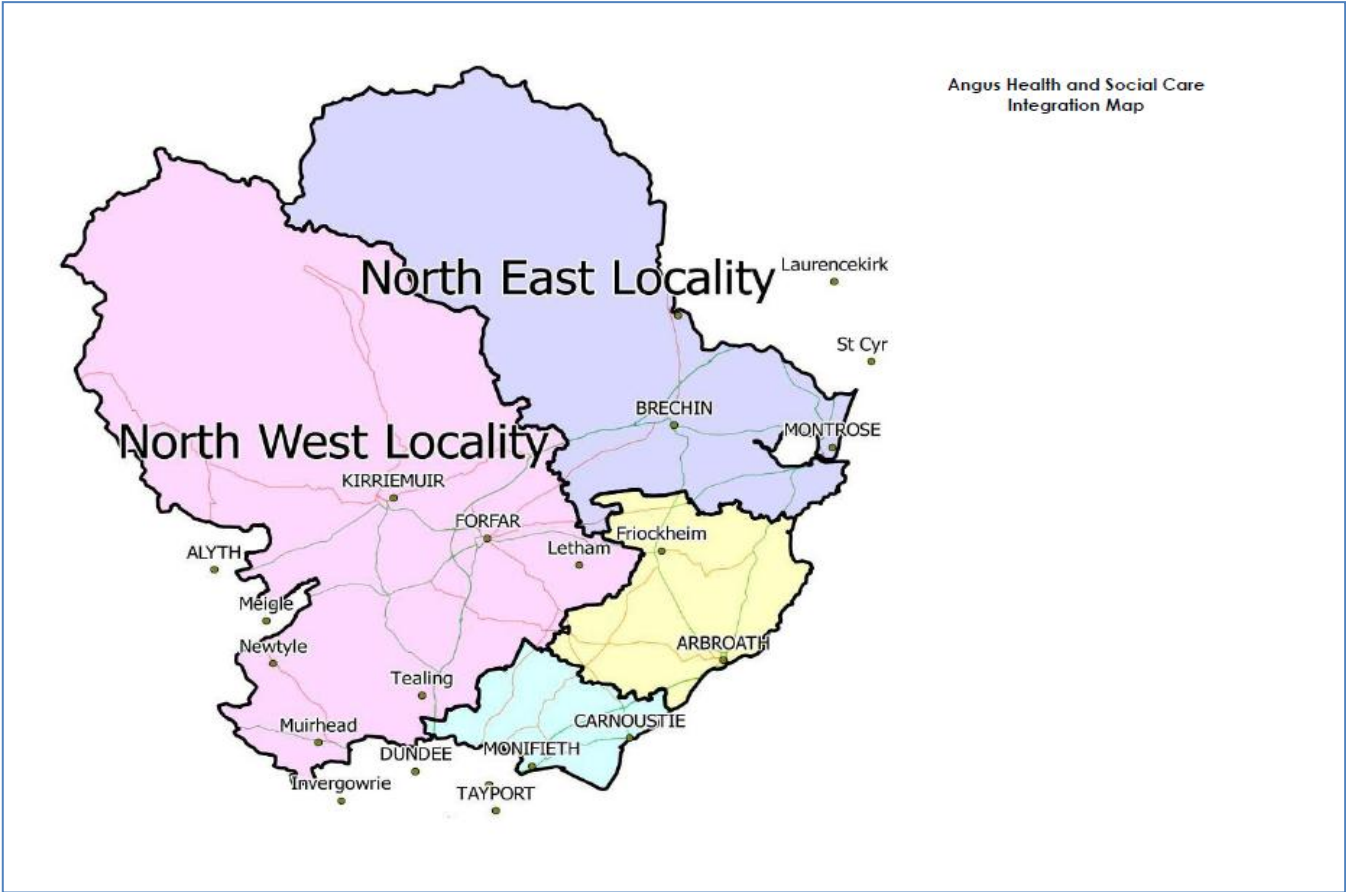 Angus Health and Social Care
Integration Map
North East Locality
Laurencekirk
St Cyr
BRECHIN
MONTROSE
North West Locality
KIRRIEMUIR
FORFAR
Friockheim
Letham
ALYTH
Meigle
ARBROATH
Newtyle
Tealing
CARNOUSTIE
Muirhead
DUNDEE
MONIFIETH
Invergowrie
TAYPORT